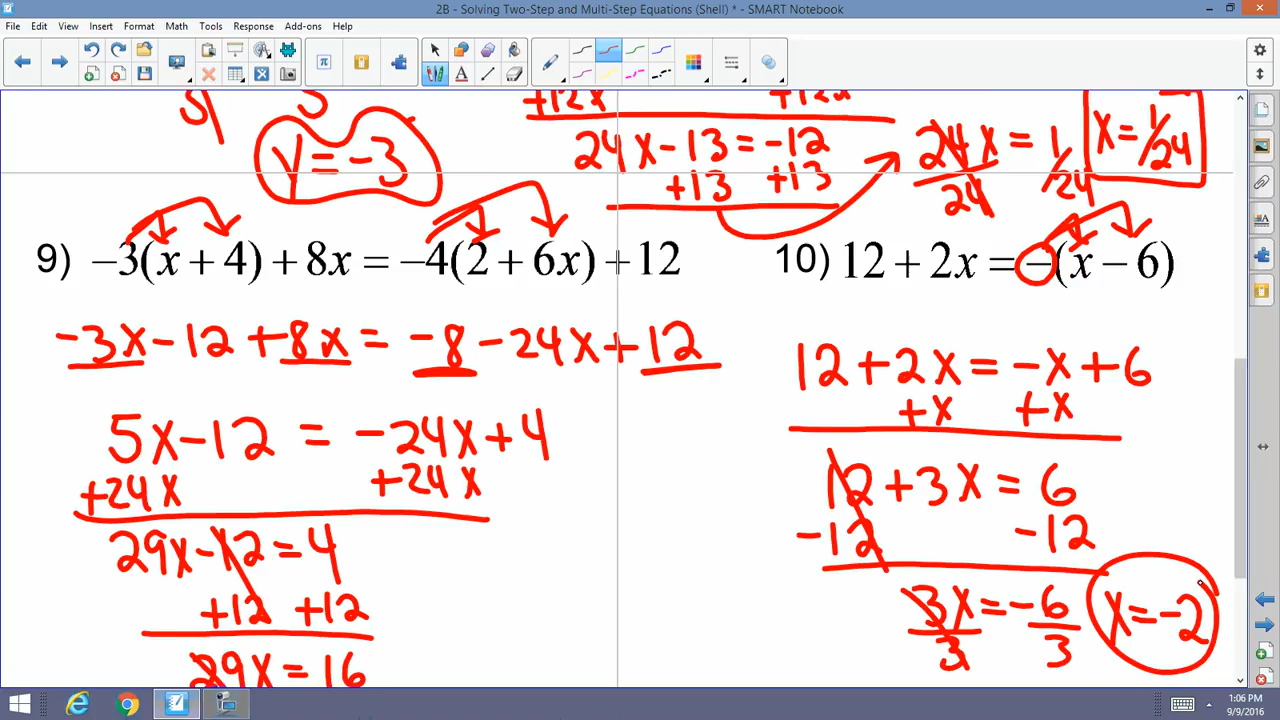 2B - Solving Two-Step and Multi-Step Equations (Shell) * - SMART Notebook
File Edit View Insert Format Math Tools Response Add-ons Help
5 5
y = -3
+12x +12x
24x - 13 = -12
+13 +13
24x = 1
24 /24
x = 1/24
9) −3(x + 4) + 8x = −4(2 + 6x) + 12
-3x - 12 + 8x = -8 - 24x + 12
5x - 12 = -24x + 4
+24x +24x
29x - 12 = 4
+12 +12
29x = 16
10) 12 + 2x = −(x − 6)
12 + 2x = -x + 6
+x +x
12 + 3x = 6
-12 -12
3x = -6
3 3
x = -2
1:06 PM
9/9/2016